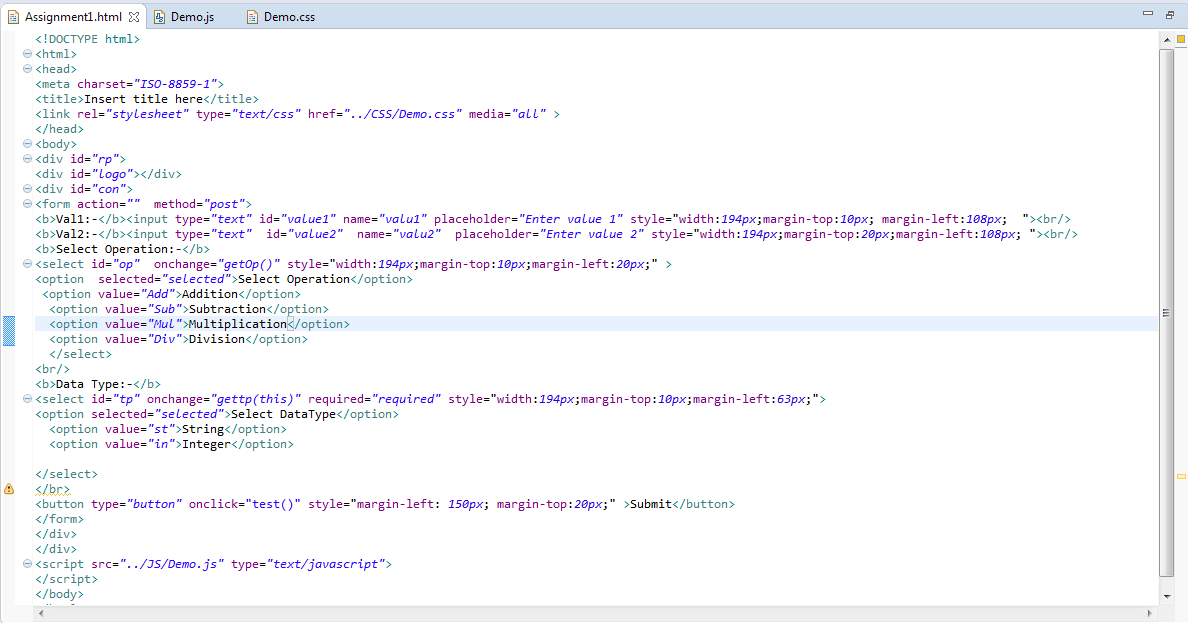 Assignment1.html Demo.js Demo.css
<!DOCTYPE html>
<html>
<head>
<meta charset="ISO-8859-1">
<title>Insert title here</title>
<link rel="stylesheet" type="text/css" href="../CSS/Demo.css" media="all" >
</head>
<body>
<div id="rp">
<div id="logo"></div>
<div id="con">
<form action=""  method="post">
<b>Val1:-</b><input type="text" id="value1" name="valu1" placeholder="Enter value 1" style="width:194px;margin-top:10px; margin-left:108px;  "><br/>
<b>Val2:-</b><input type="text"  id="value2"  name="valu2"  placeholder="Enter value 2" style="width:194px;margin-top:20px;margin-left:108px; "><br/>
<b>Select Operation:-</b>
<select id="op"  onchange="getOp()" style="width:194px;margin-top:10px;margin-left:20px;" >
<option  selected="selected">Select Operation</option>
 <option value="Add">Addition</option>
  <option value="Sub">Subtraction</option>
  <option value="Mul">Multiplication</option>
  <option value="Div">Division</option>
  </select>
<br/>
<b>Data Type:-</b>
<select id="tp" onchange="gettp(this)" required="required" style="width:194px;margin-top:10px;margin-left:63px;">
<option selected="selected">Select DataType</option>
  <option value="st">String</option>
  <option value="in">Integer</option>
</select>
</br>
<button type="button" onclick="test()" style="margin-left: 150px; margin-top:20px;" >Submit</button>
</form>
</div>
</div>
<script src="../JS/Demo.js" type="text/javascript">
</script>
</body>